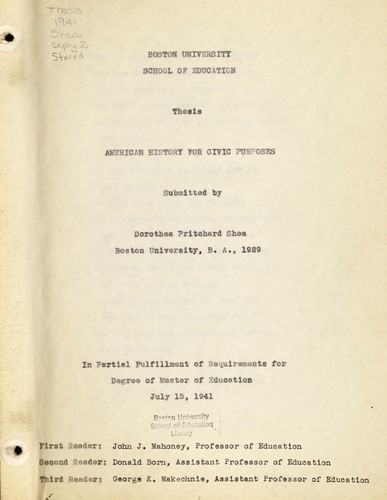 Thesis
1941
Shea
Copy 2
Stored
BOSTON UNIVERSITY
SCHOOL OF EDUCATION
Thesis
AMERICAN HISTORY FOR CIVIC PURPOSES
Submitted by
Dorothea Pritchard Shea
Boston University, B. A., 1929
In Partial Fulfillment of Requirements for
Degree of Master of Education
July 15, 1941
Boston University
School of Education
Library
First Reader: John J. Mahoney, Professor of Education
Second Reader: Donald Born, Assistant Professor of Education
Third Reader: George K. Makechnie, Assistant Professor of Education